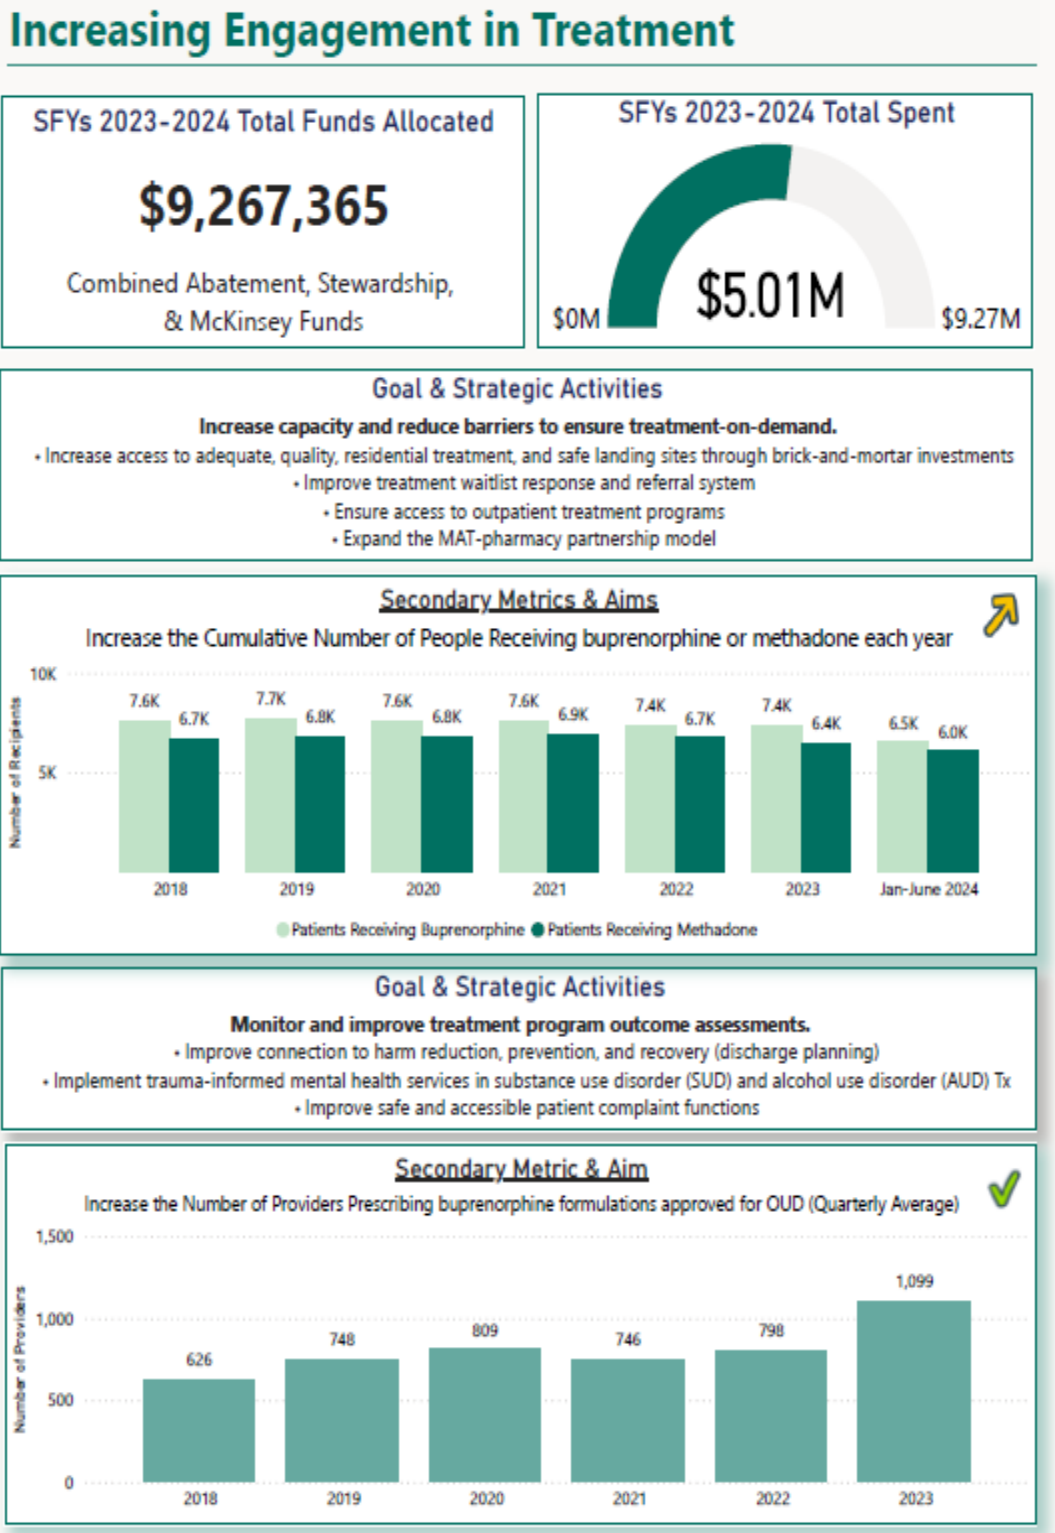 Increasing Engagement in Treatment
SFYs 2023-2024 Total Funds Allocated
$9,267,365
Combined Abatement, Stewardship,
& McKinsey Funds
SFYs 2023-2024 Total Spent
$5.01M
$0M
$9.27M
Goal & Strategic Activities
Increase capacity and reduce barriers to ensure treatment-on-demand.
• Increase access to adequate, quality, residential treatment, and safe landing sites through brick-and-mortar investments
• Improve treatment waitlist response and referral system
• Ensure access to outpatient treatment programs
• Expand the MAT-pharmacy partnership model
Secondary Metrics & Aims
Increase the Cumulative Number of People Receiving buprenorphine or methadone each year
Number of Recipients
10K
5K
7.6K
6.7K
7.7K
6.8K
7.6K
6.8K
7.6K
6.9K
7.4K
6.7K
7.4K
6.4K
6.5K
6.0K
2018
2019
2020
2021
2022
2023
Jan-June 2024
Patients Receiving Buprenorphine
Patients Receiving Methadone
Goal & Strategic Activities
Monitor and improve treatment program outcome assessments.
• Improve connection to harm reduction, prevention, and recovery (discharge planning)
• Implement trauma-informed mental health services in substance use disorder (SUD) and alcohol use disorder (AUD) Tx
• Improve safe and accessible patient complaint functions
Secondary Metric & Aim
Increase the Number of Providers Prescribing buprenorphine formulations approved for OUD (Quarterly Average)
Number of Providers
1,500
1,000
500
0
626
748
809
746
798
1,099
2018
2019
2020
2021
2022
2023